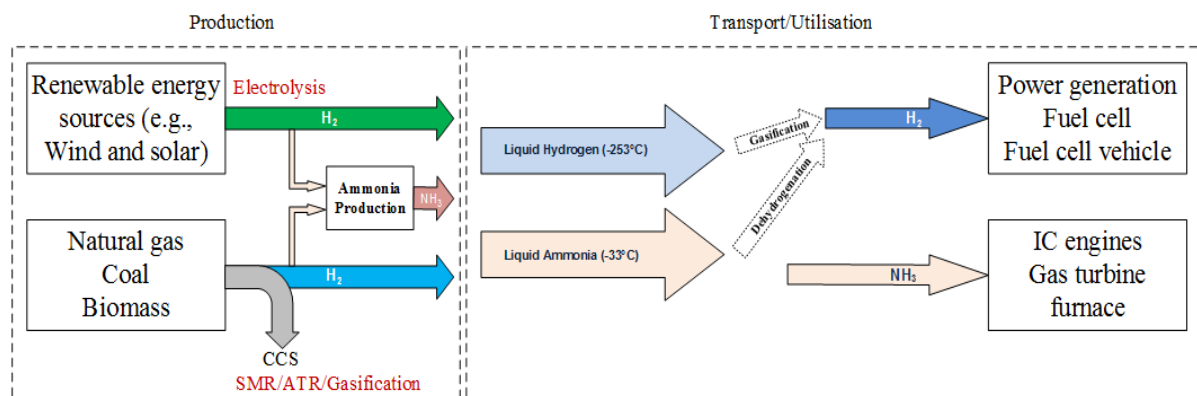 Production
Transport/Utilisation
Renewable energy
sources (e.g.,
Wind and solar)
Electrolysis
H₂
Ammonia
Production
NH₃
Natural gas
Coal
Biomass
H₂
CCS
SMR/ATR/Gasification
Liquid Hydrogen (-253°C)
Liquid Ammonia (-33°C)
Gasification
Dehydrogenation
H₂
Power generation
Fuel cell
Fuel cell vehicle
NH₃
IC engines
Gas turbine
furnace